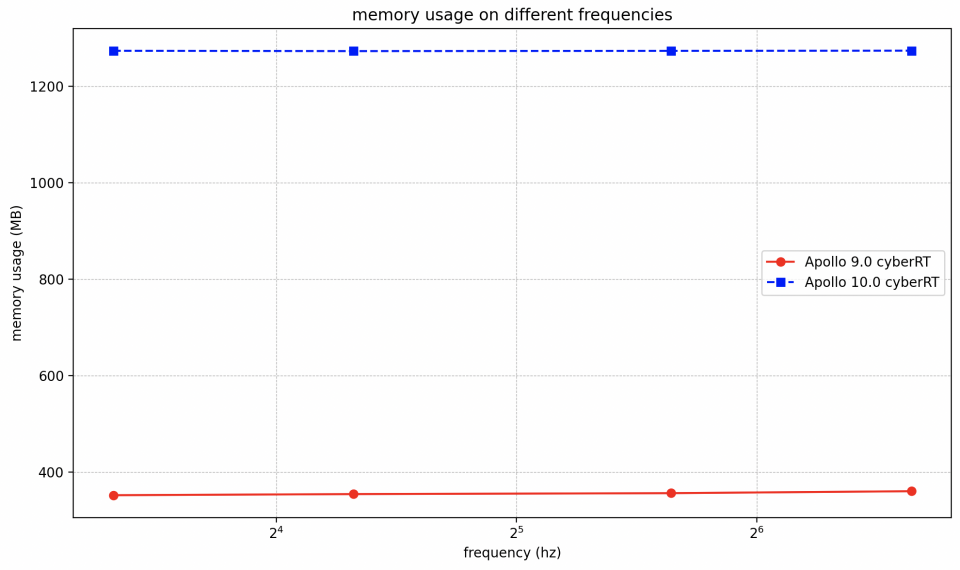 memory usage on different frequencies
memory usage (MB)
1200
1000
800
600
400
Apollo 9.0 cyberRT
Apollo 10.0 cyberRT
2⁴
2⁵
2⁶
frequency (hz)